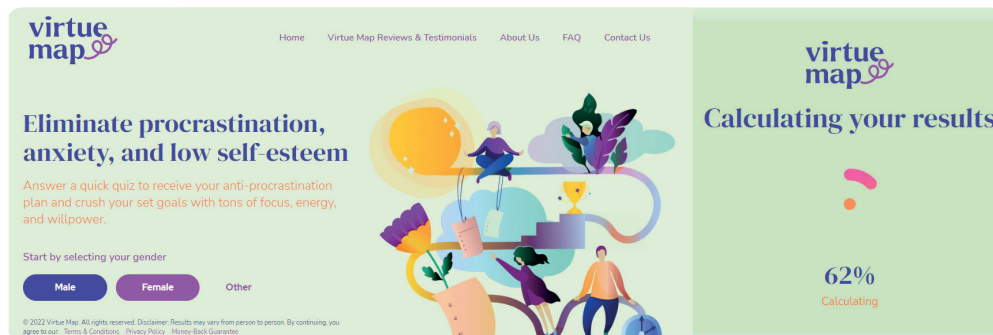 virtue
map
Home Virtue Map Reviews & Testimonials About Us FAQ Contact Us
Eliminate procrastination,
anxiety, and low self-esteem
Answer a quick quiz to receive your anti-procrastination
plan and crush your set goals with tons of focus, energy,
and willpower.
Start by selecting your gender
Male Female Other
© 2022 Virtue Map. All rights reserved. Disclaimer: Results may vary from person to person. By continuing, you
agree to our: Terms & Conditions Privacy Policy Money-Back Guarantee
virtue
map
Calculating your results
62%
Calculating